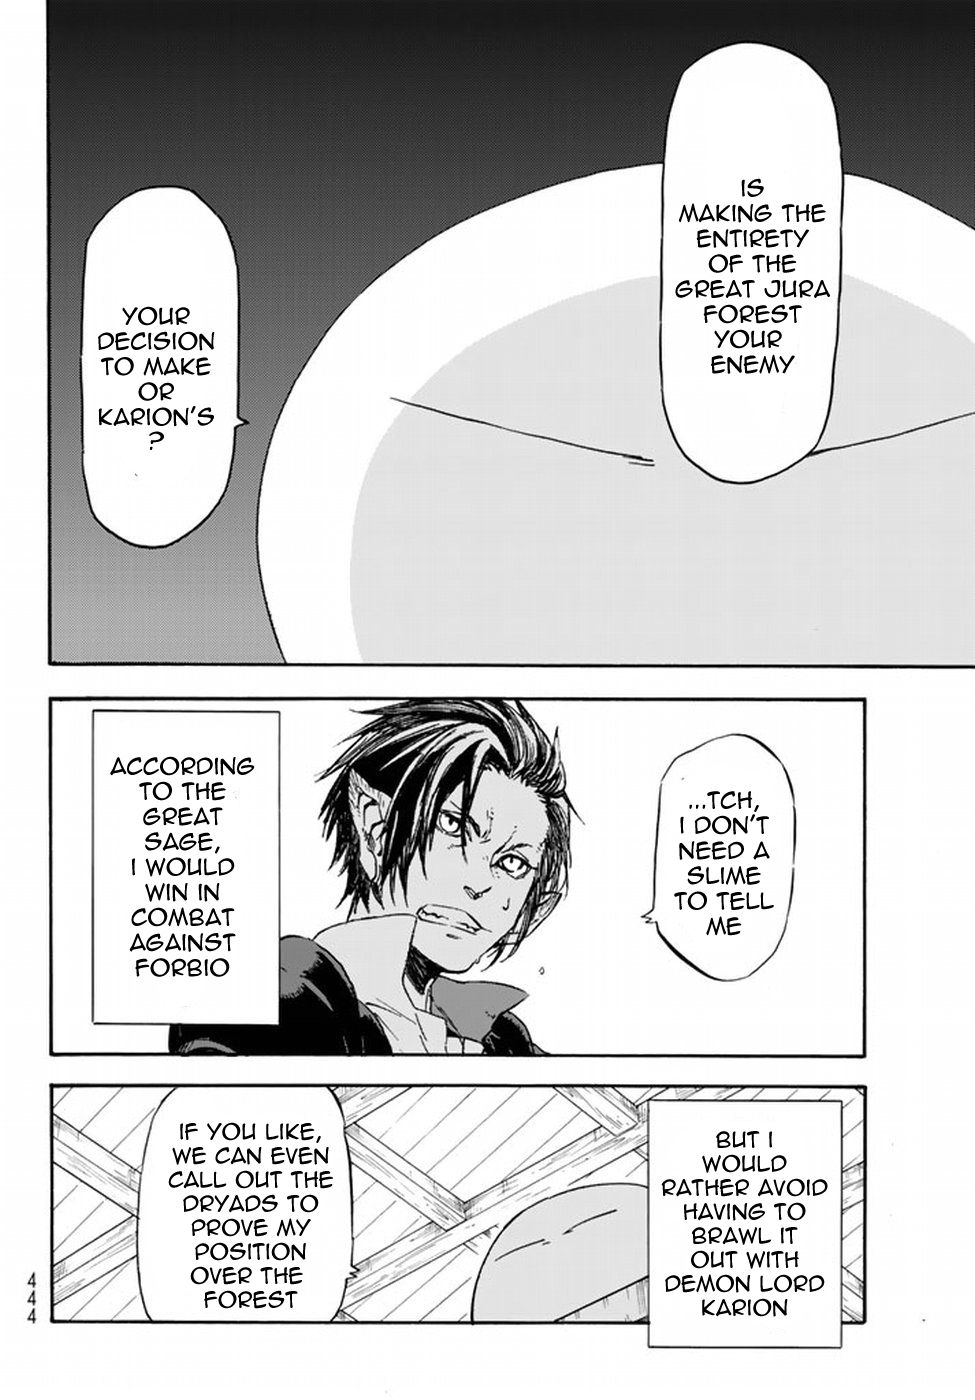 IS
MAKING THE
ENTIRETY
OF THE
GREAT JURA
FOREST
YOUR
ENEMY
YOUR
DECISION
TO MAKE
OR
KARION'S
?
...TCH,
I DON'T
NEED A
SLIME
TO TELL
ME
ACCORDING
TO THE
GREAT
SAGE,
I WOULD
WIN IN
COMBAT
AGAINST
FORBIO
BUT I
WOULD
RATHER AVOID
HAVING TO
BRAWL IT
OUT WITH
DEMON LORD
KARION
IF YOU LIKE,
WE CAN EVEN
CALL OUT THE
DRYADS TO
PROVE MY
POSITION
OVER THE
FOREST
444